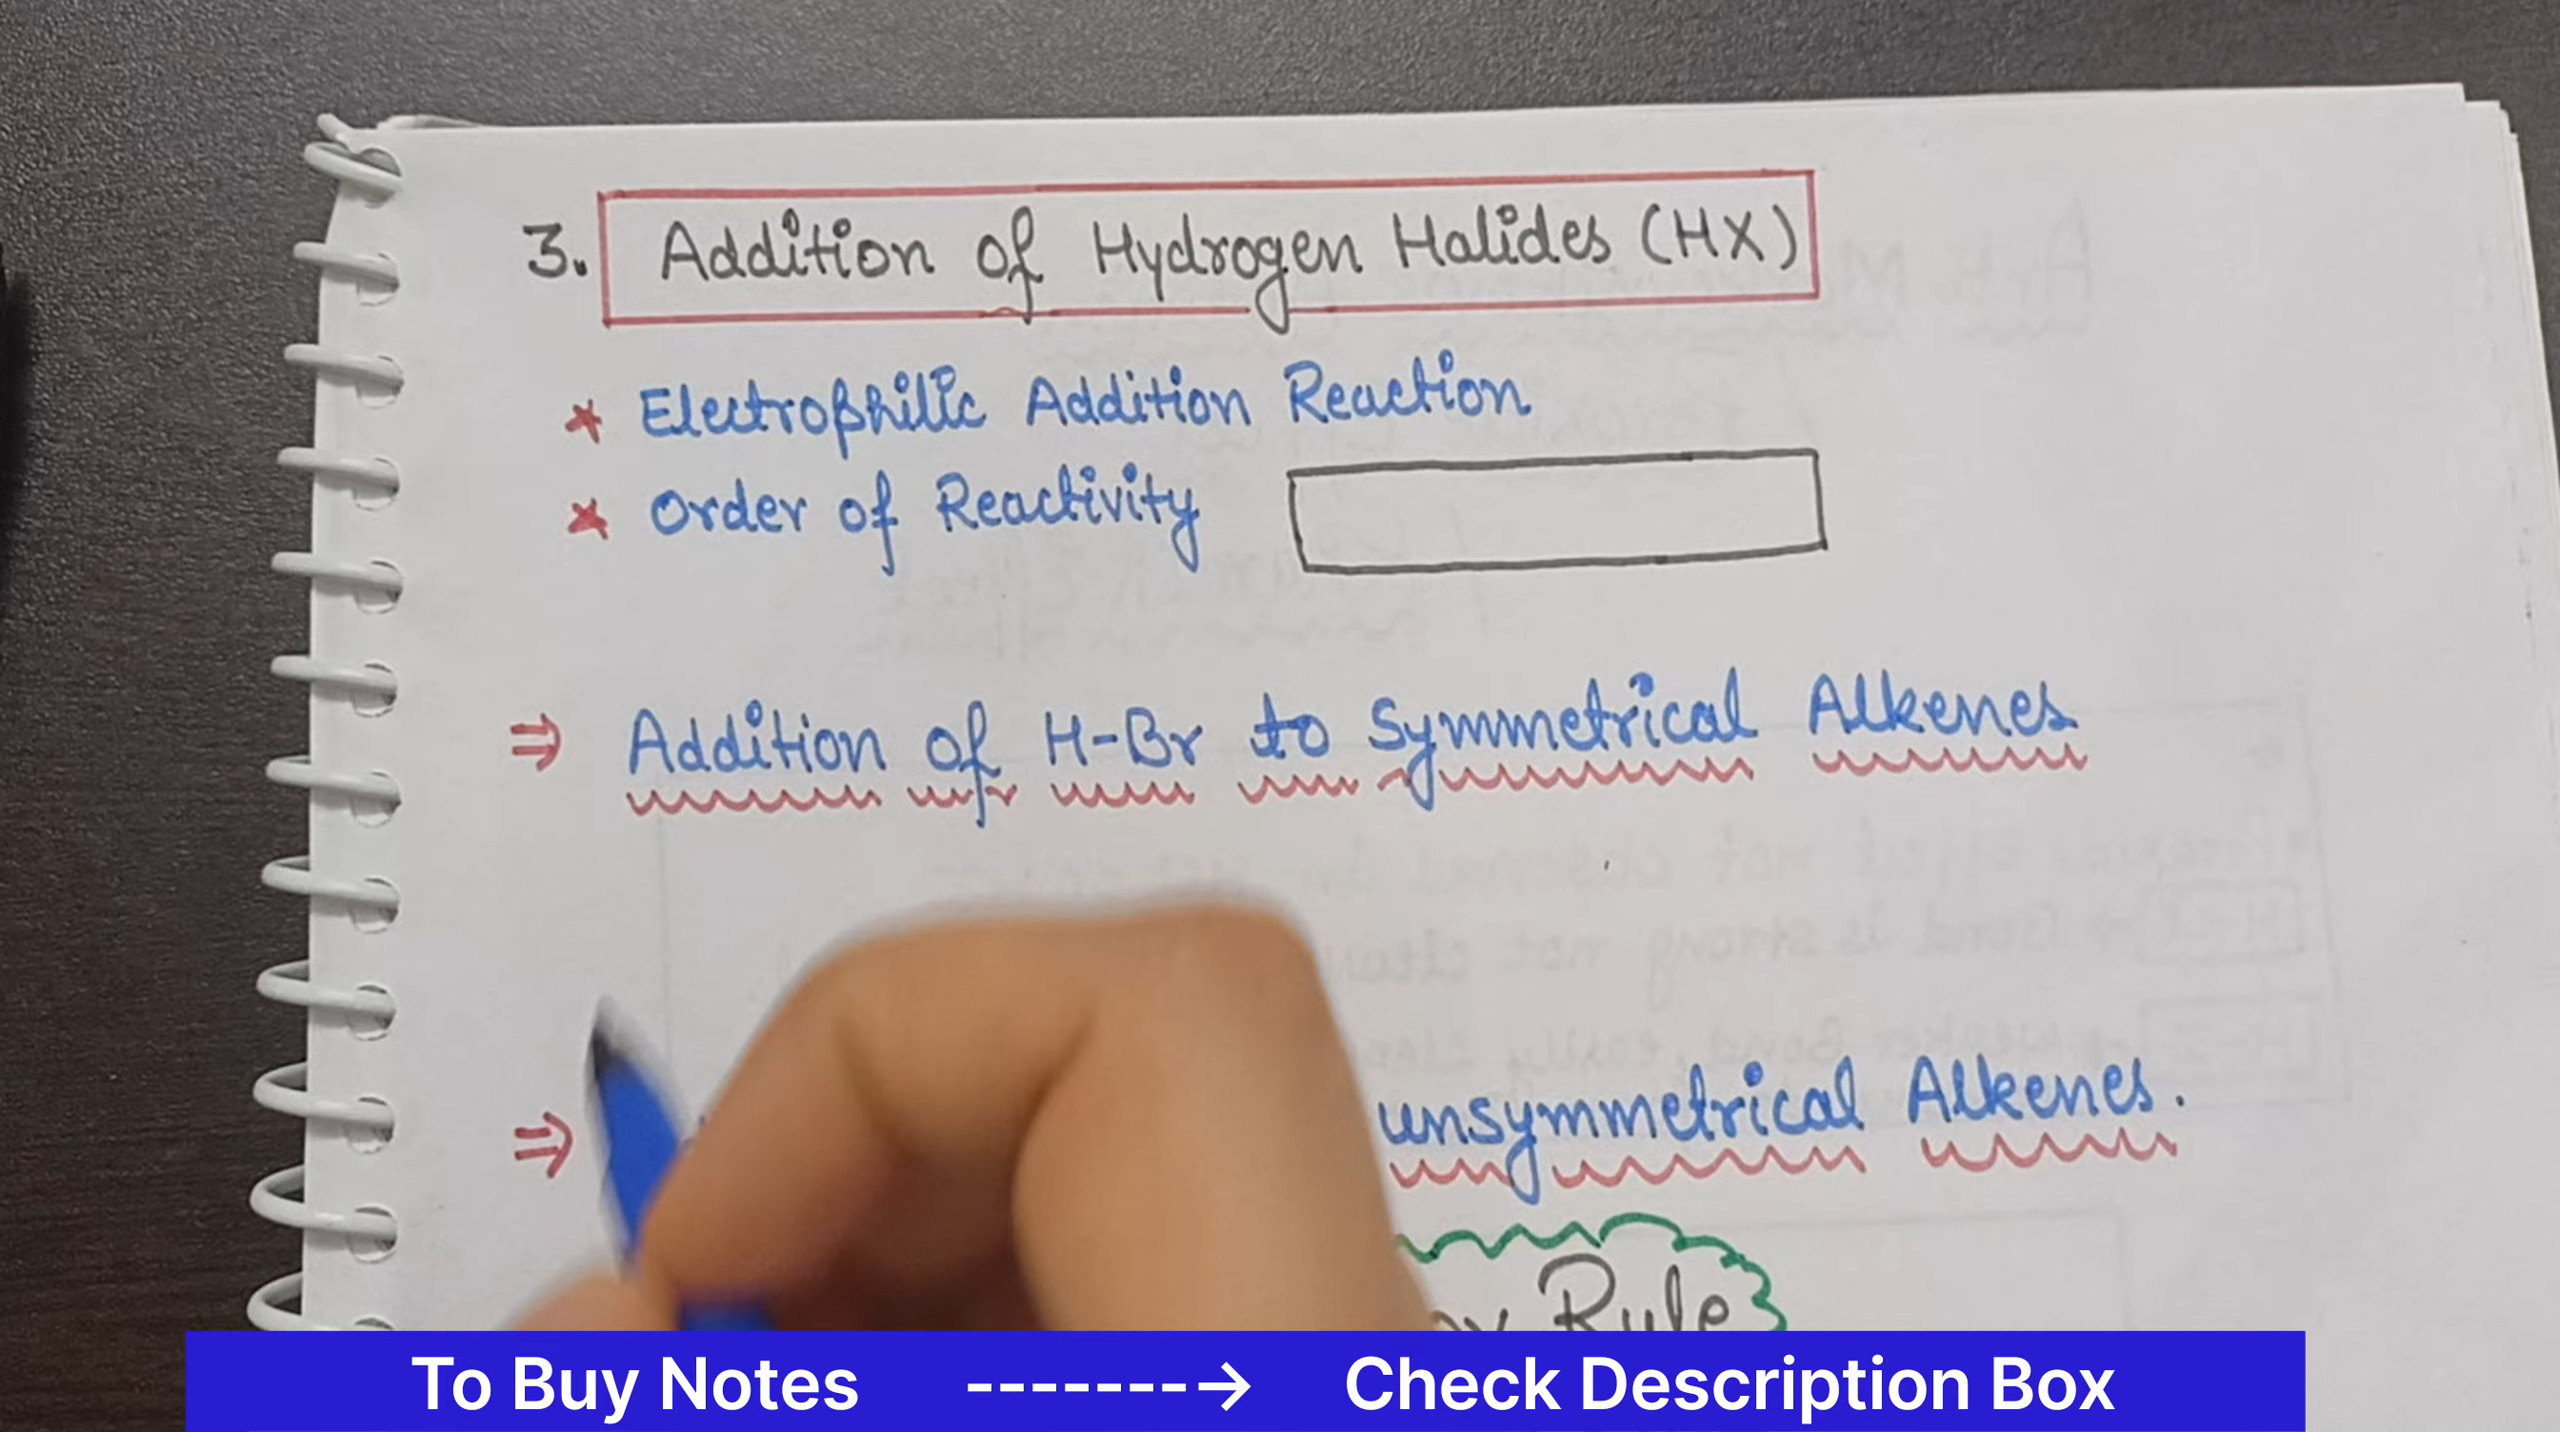 3. Addition of Hydrogen Halides (HX)
* Electrophilic Addition Reaction
* Order of Reactivity
⇒ Addition of H-Br to Symmetrical Alkenes
⇒ unsymmetrical Alkenes.
Rule
To Buy Notes -------→ Check Description Box